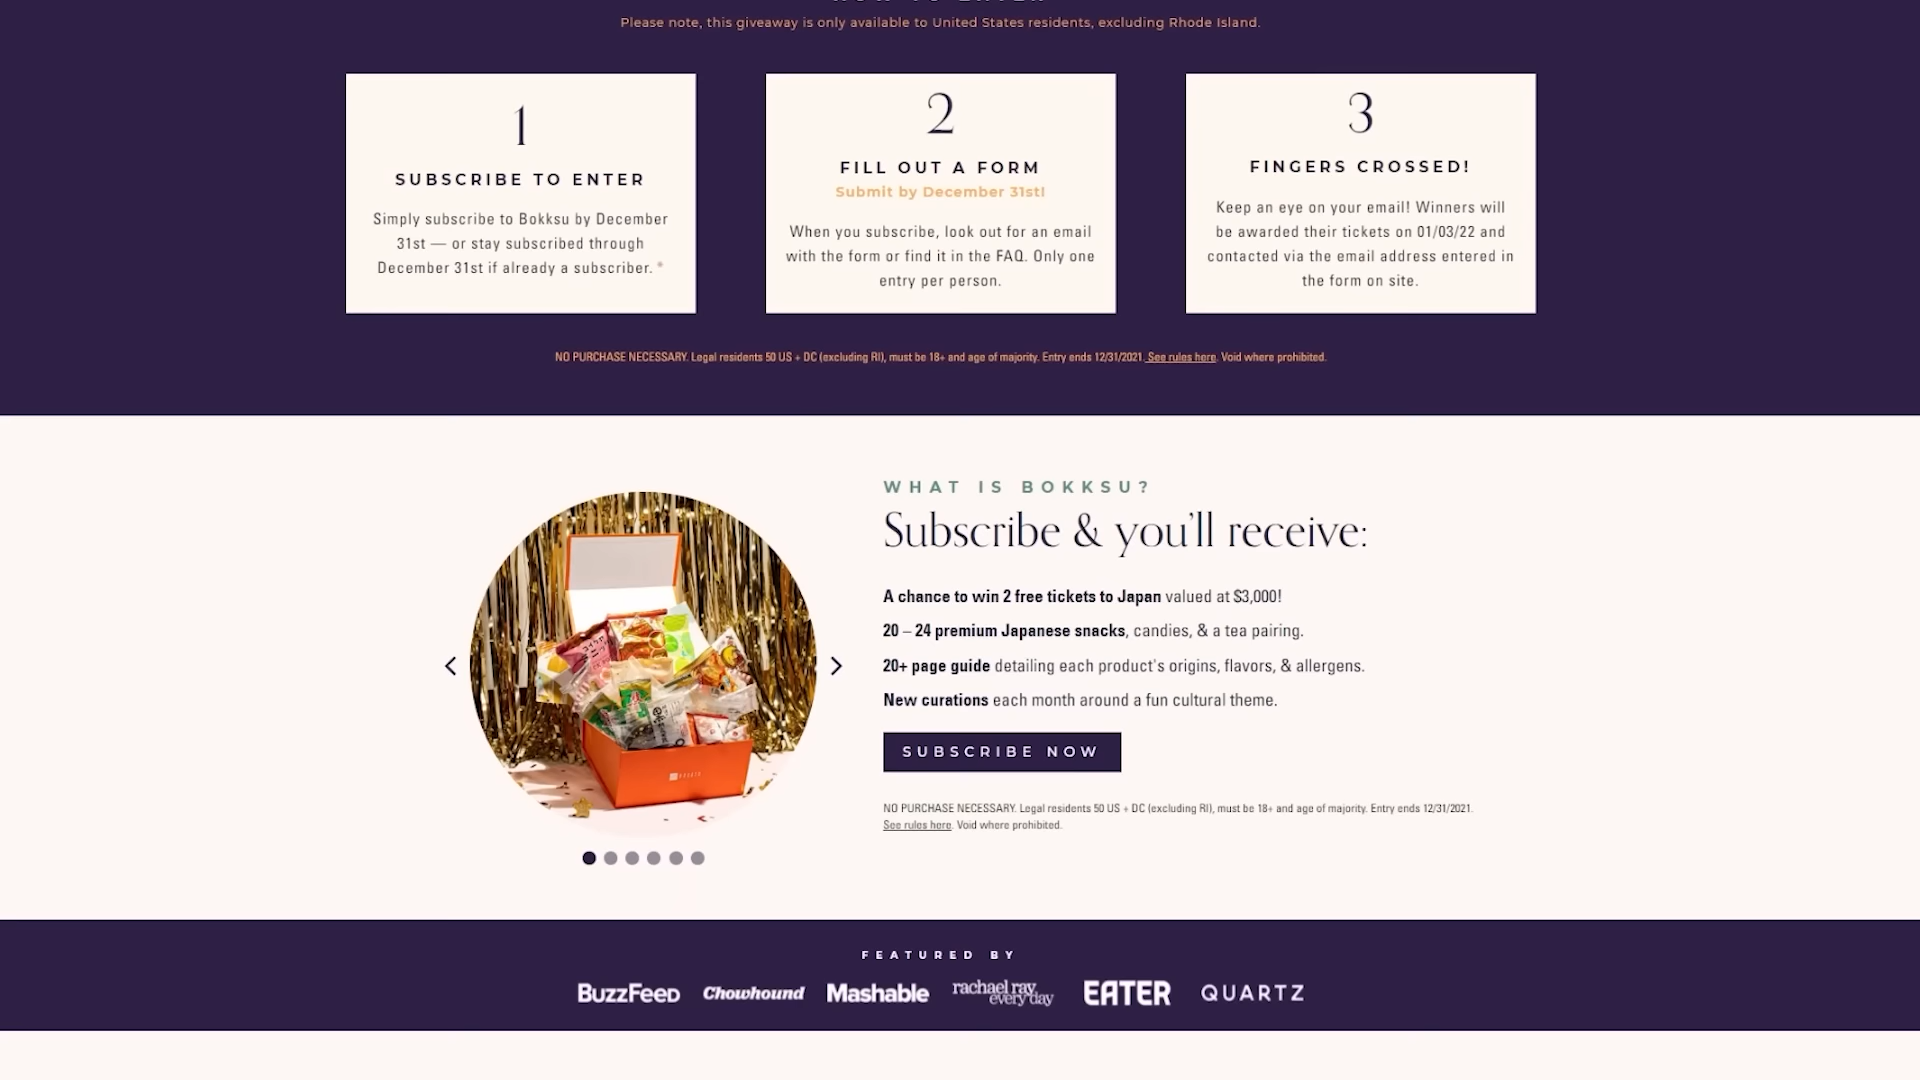 Please note, this giveaway is only available to United States residents, excluding Rhode Island.
1
SUBSCRIBE TO ENTER
Simply subscribe to Bokksu by December
31st — or stay subscribed through
December 31st if already a subscriber. *
2
FILL OUT A FORM
Submit by December 31st!
When you subscribe, look out for an email
with the form or find it in the FAQ. Only one
entry per person.
3
FINGERS CROSSED!
Keep an eye on your email! Winners will
be awarded their tickets on 01/03/22 and
contacted via the email address entered in
the form on site.
NO PURCHASE NECESSARY. Legal residents 50 US + DC (excluding RI), must be 18+ and age of majority. Entry ends 12/31/2021. See rules here. Void where prohibited.
WHAT IS BOKKSU?
Subscribe & you'll receive:
A chance to win 2 free tickets to Japan valued at $3,000!
20 – 24 premium Japanese snacks, candies, & a tea pairing.
20+ page guide detailing each product's origins, flavors, & allergens.
New curations each month around a fun cultural theme.
SUBSCRIBE NOW
NO PURCHASE NECESSARY. Legal residents 50 US + DC (excluding RI), must be 18+ and age of majority. Entry ends 12/31/2021.
See rules here. Void where prohibited.
FEATURED BY
BuzzFeed Chowhound Mashable rachael ray every day EATER QUARTZ